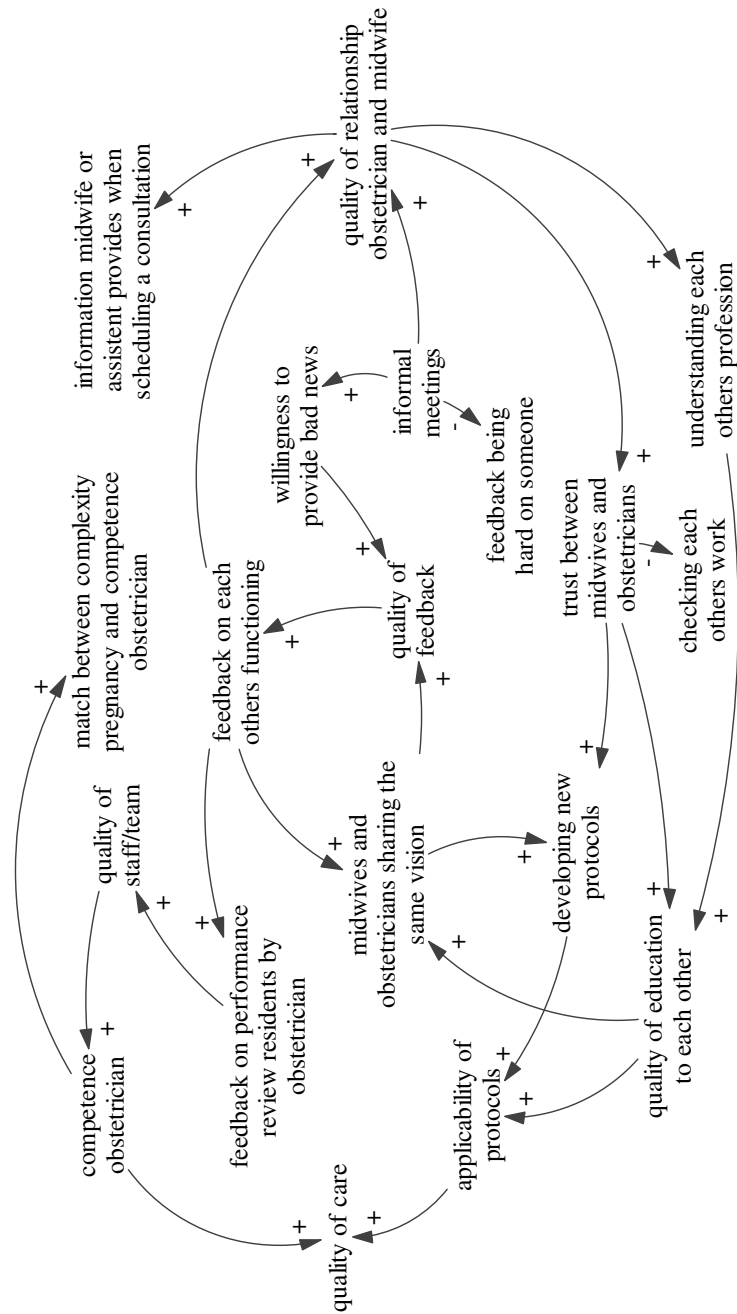 information midwife or
assistent provides when
scheduling a consultation
+
quality of relationship
obstetrician and midwife
+
+
match between complexity
pregnancy and competence
obstetrician
+
quality of
staff/team
+
competence
obstetrician
+
feedback on each
others functioning
+
feedback on performance
review residents by
obstetrician
+
willingness to
provide bad news
+
informal
meetings
-
feedback being
hard on someone
quality of
feedback
+
+
midwives and
obstetricians sharing the
same vision
+
+
developing new
protocols
+
+
trust between
midwives and
obstetricians
+
-
checking each
others work
understanding each
others profession
+
quality of education
to each other
+
+
applicability of
protocols
+
+
quality of care
+
+